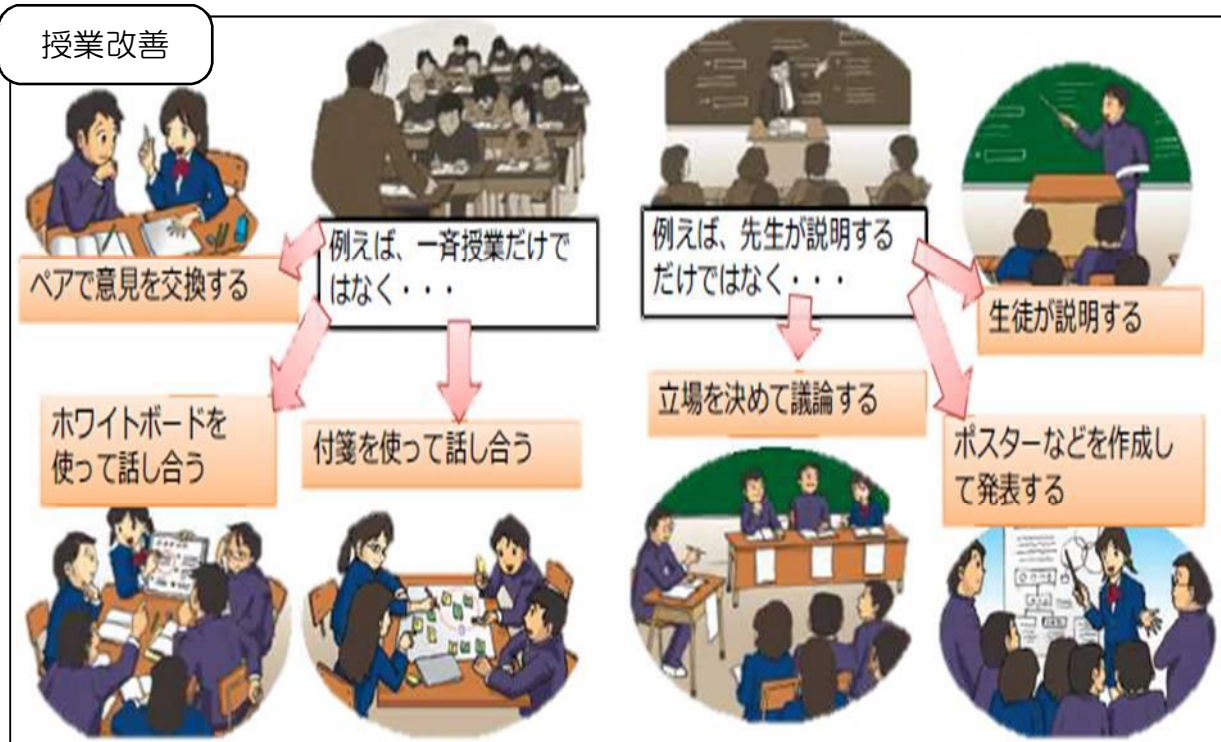 授業改善
例えば、一斉授業だけで
はなく・・・
ペアで意見を交換する
ホワイトボードを
使って話し合う
付箋を使って話し合う
例えば、先生が説明する
だけではなく・・・
生徒が説明する
立場を決めて議論する
ポスターなどを作成し
て発表する